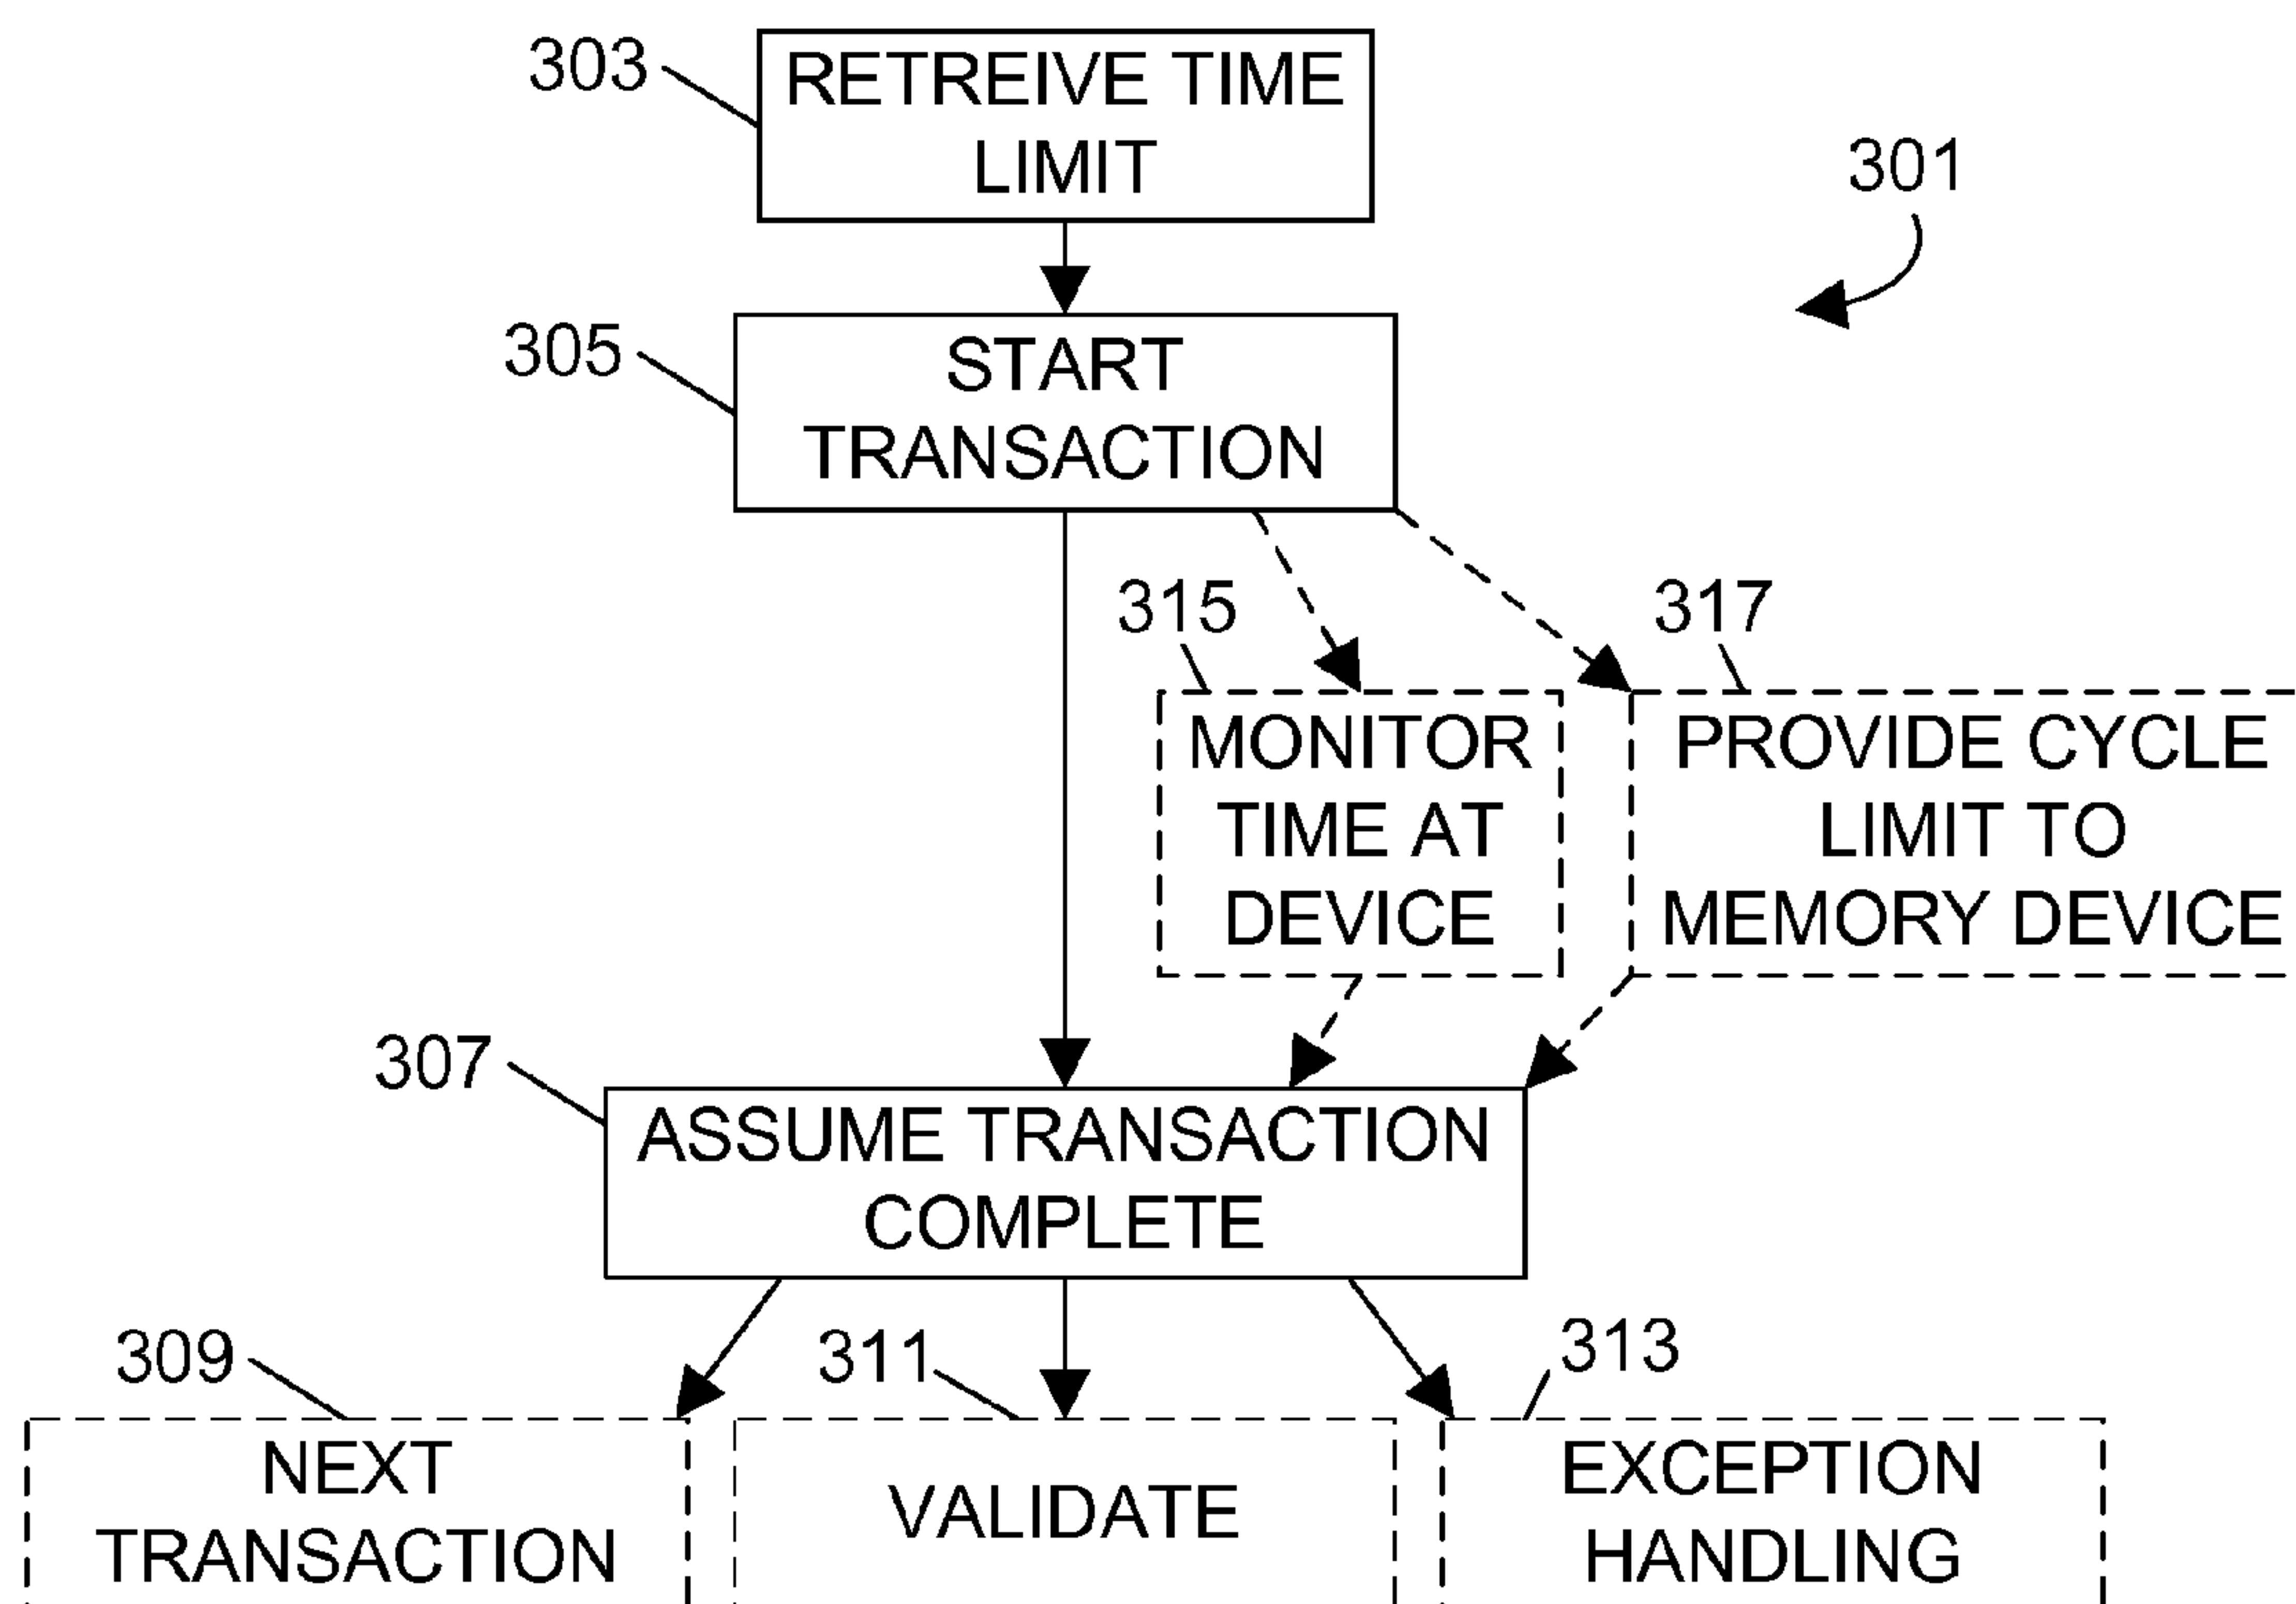 303
RETREIVE TIME
LIMIT
301
305
START
TRANSACTION
315
317
MONITOR
TIME AT
DEVICE
PROVIDE CYCLE
LIMIT TO
MEMORY DEVICE
307
ASSUME TRANSACTION
COMPLETE
309
311
313
NEXT
TRANSACTION
VALIDATE
EXCEPTION
HANDLING